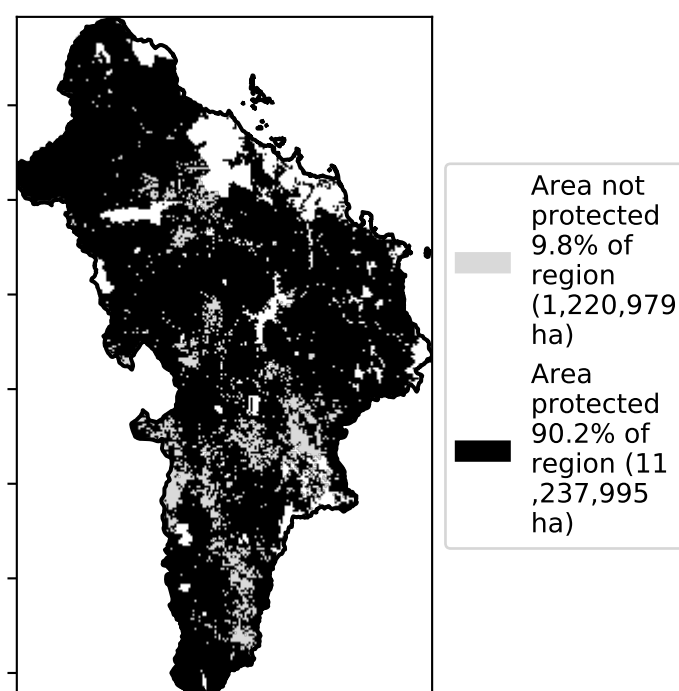 Area not
protected
9.8% of
region
(1,220,979
ha)
Area
protected
90.2% of
region (11
,237,995
ha)